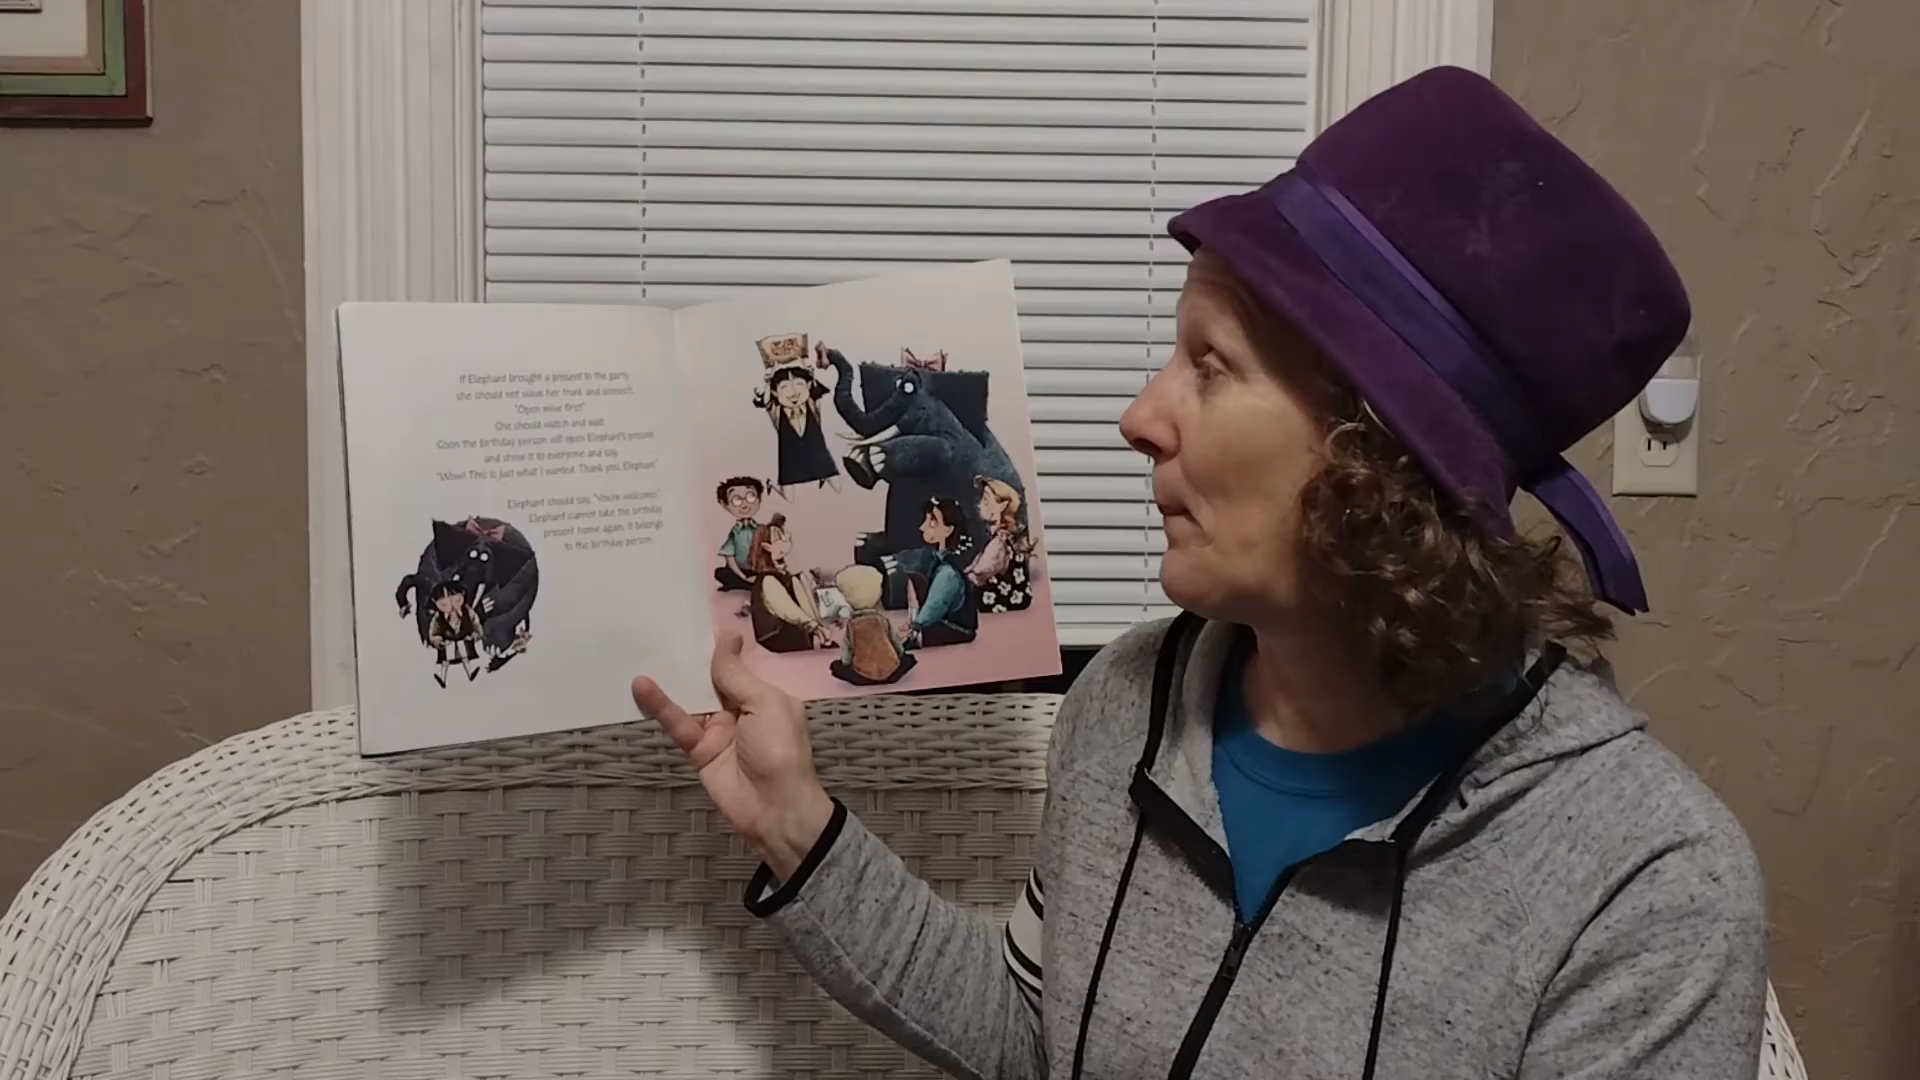 If Elephant brought a present to the party,
she should not wave her trunk and connect,
"Open mine first!"
She should watch and wait.
Soon the birthday person will open Elephant's present
and show it to everyone and say,
"Wow! This is just what I wanted. Thank you, Elephant."
Elephant should say, "You're welcome."
Elephant cannot take the birthday
present home again. It belongs
to the birthday person.